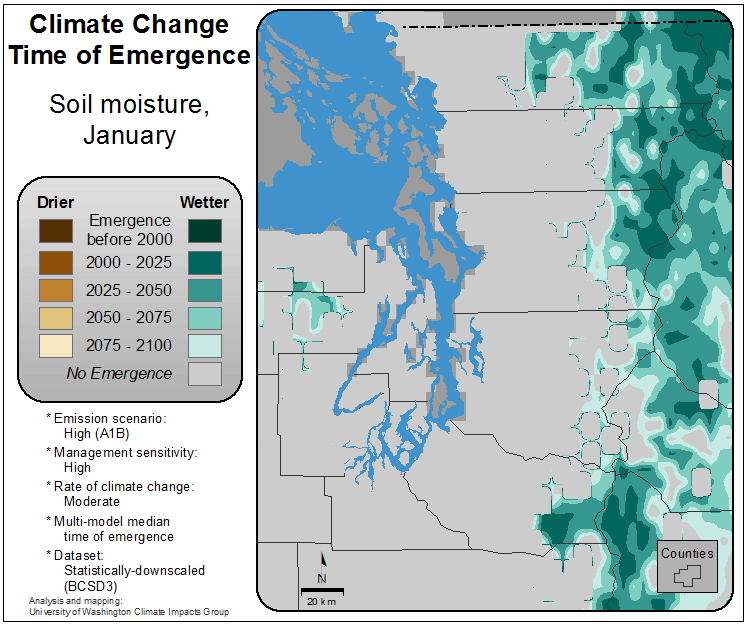 Climate Change
Time of Emergence
Soil moisture,
January
Drier Wetter
Emergence
before 2000
2000 - 2025
2025 - 2050
2050 - 2075
2075 - 2100
No Emergence
* Emission scenario:
High (A1B)
* Management sensitivity:
High
* Rate of climate change:
Moderate
* Multi-model median
time of emergence
* Dataset:
Statistically-downscaled
(BCSD3)
Analysis and mapping:
University of Washington Climate Impacts Group
N
20 km
Counties